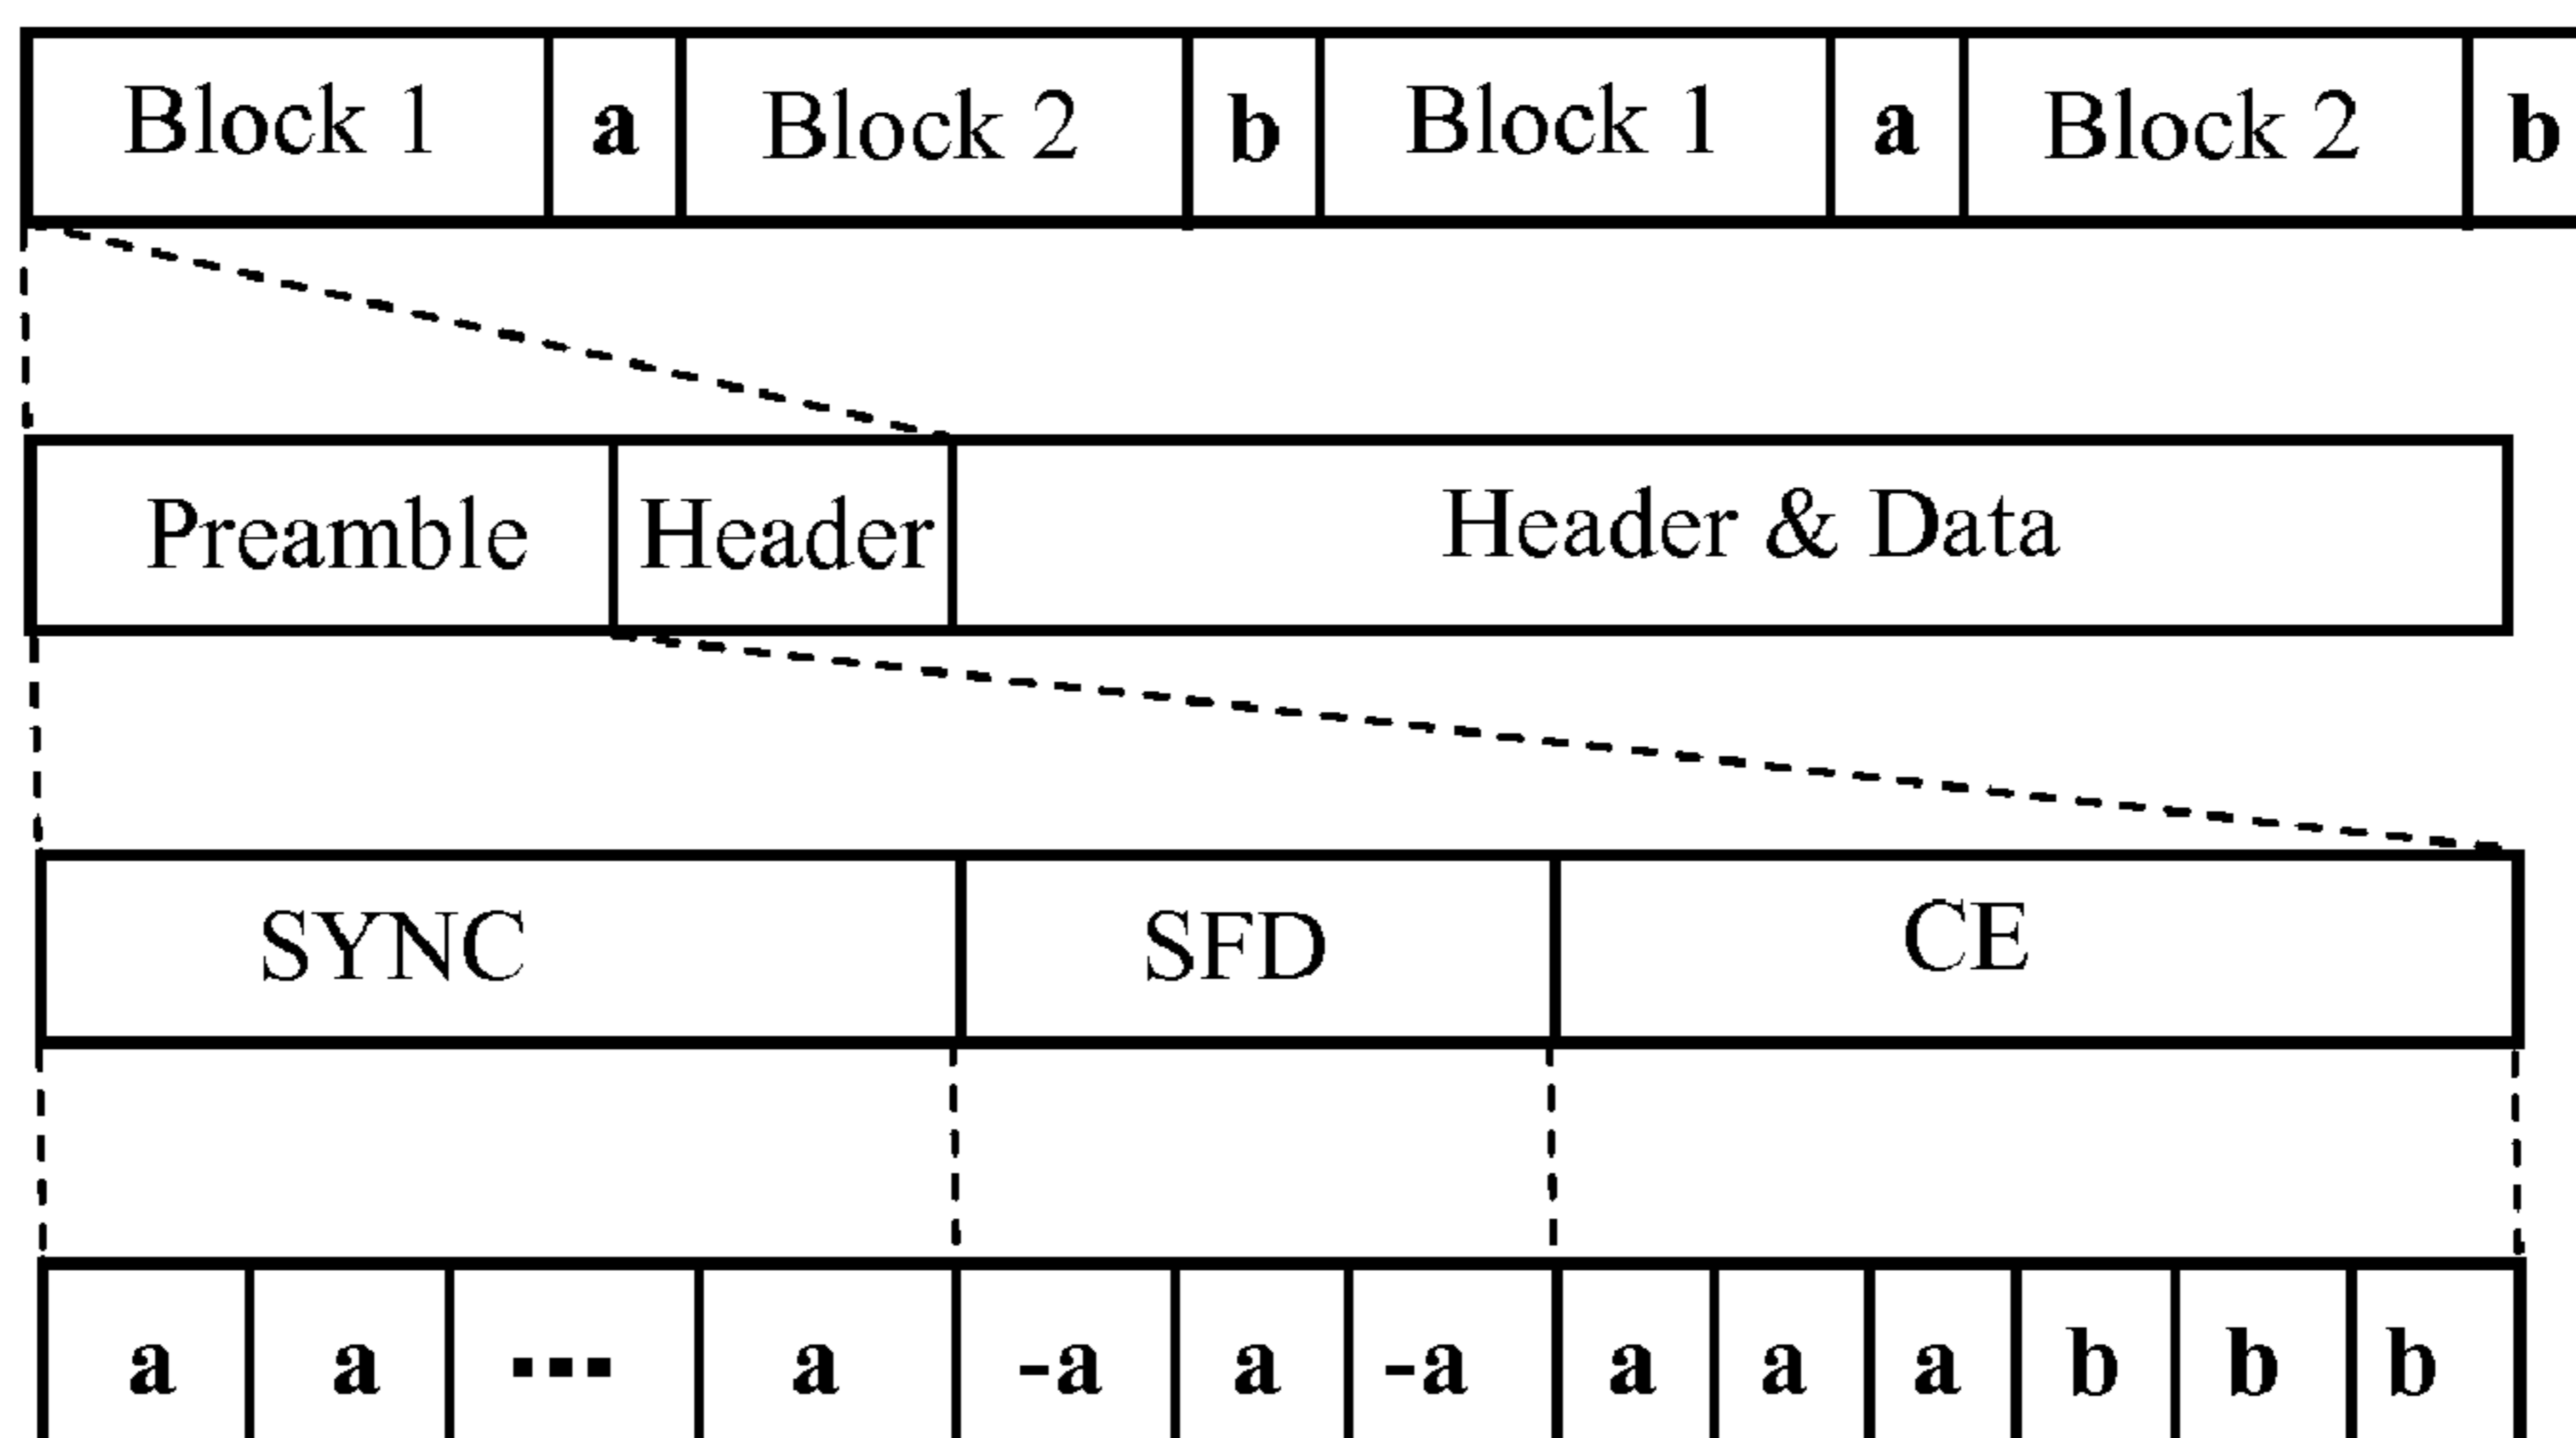 Block 1 a Block 2 b Block 1 a Block 2 b
Preamble Header Header & Data
SYNC SFD CE
a a --- a -a a -a a a a b b b